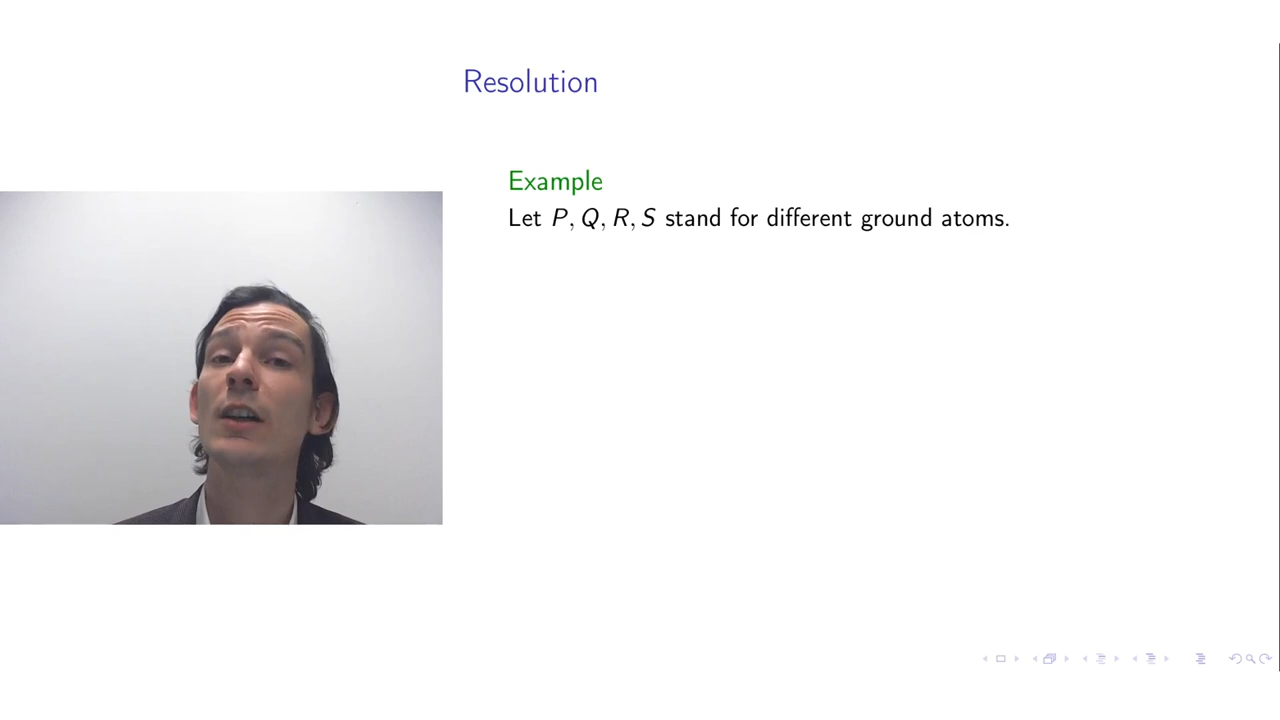 Resolution
Example
Let P, Q, R, S stand for different ground atoms.